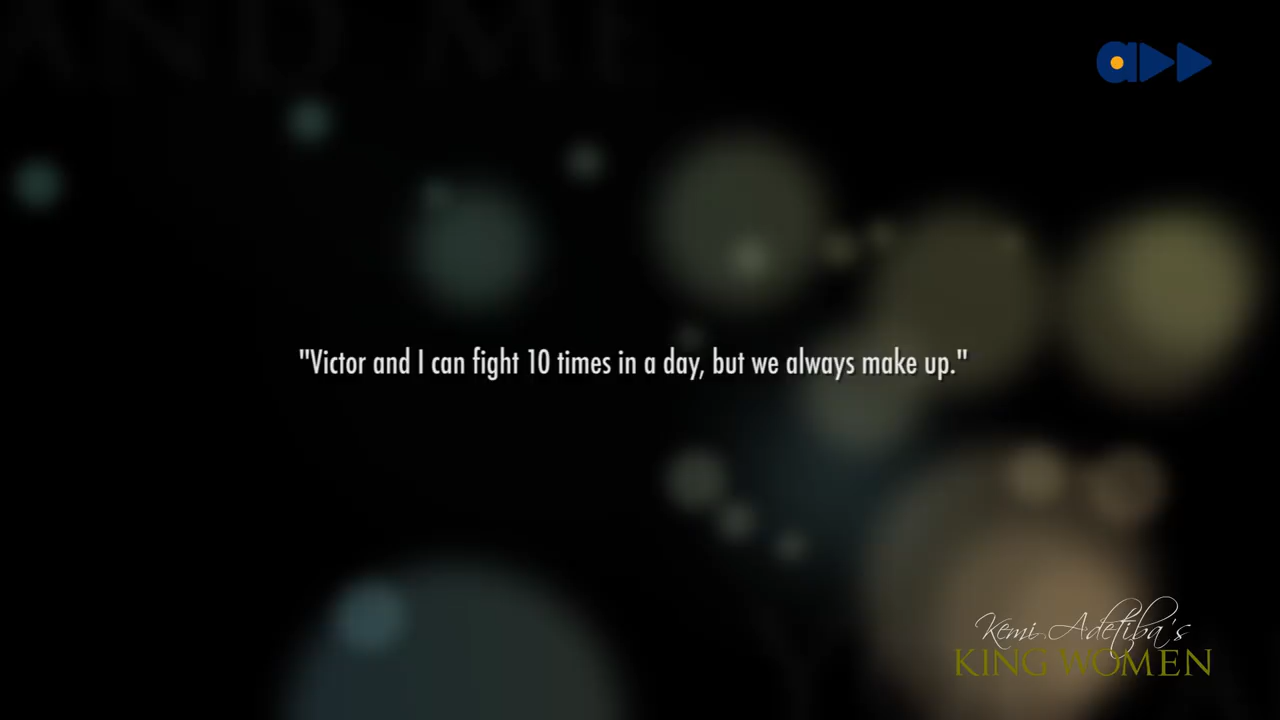 "Victor and I can fight 10 times in a day, but we always make up."
Kemi Adetiba's
KING WOMEN